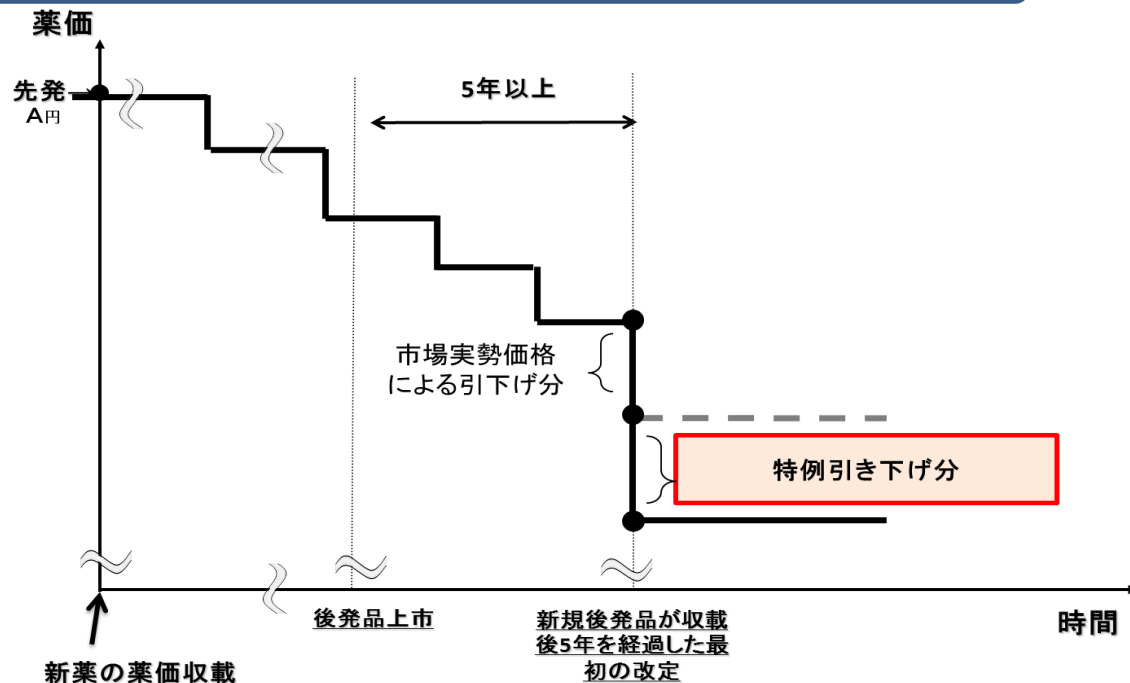 薬価
先発
A円
5年以上
市場実勢価格
による引下げ分
特例引き下げ分
後発品上市
新規後発品が収載
後5年を経過した最
初の改定
時間
新薬の薬価収載